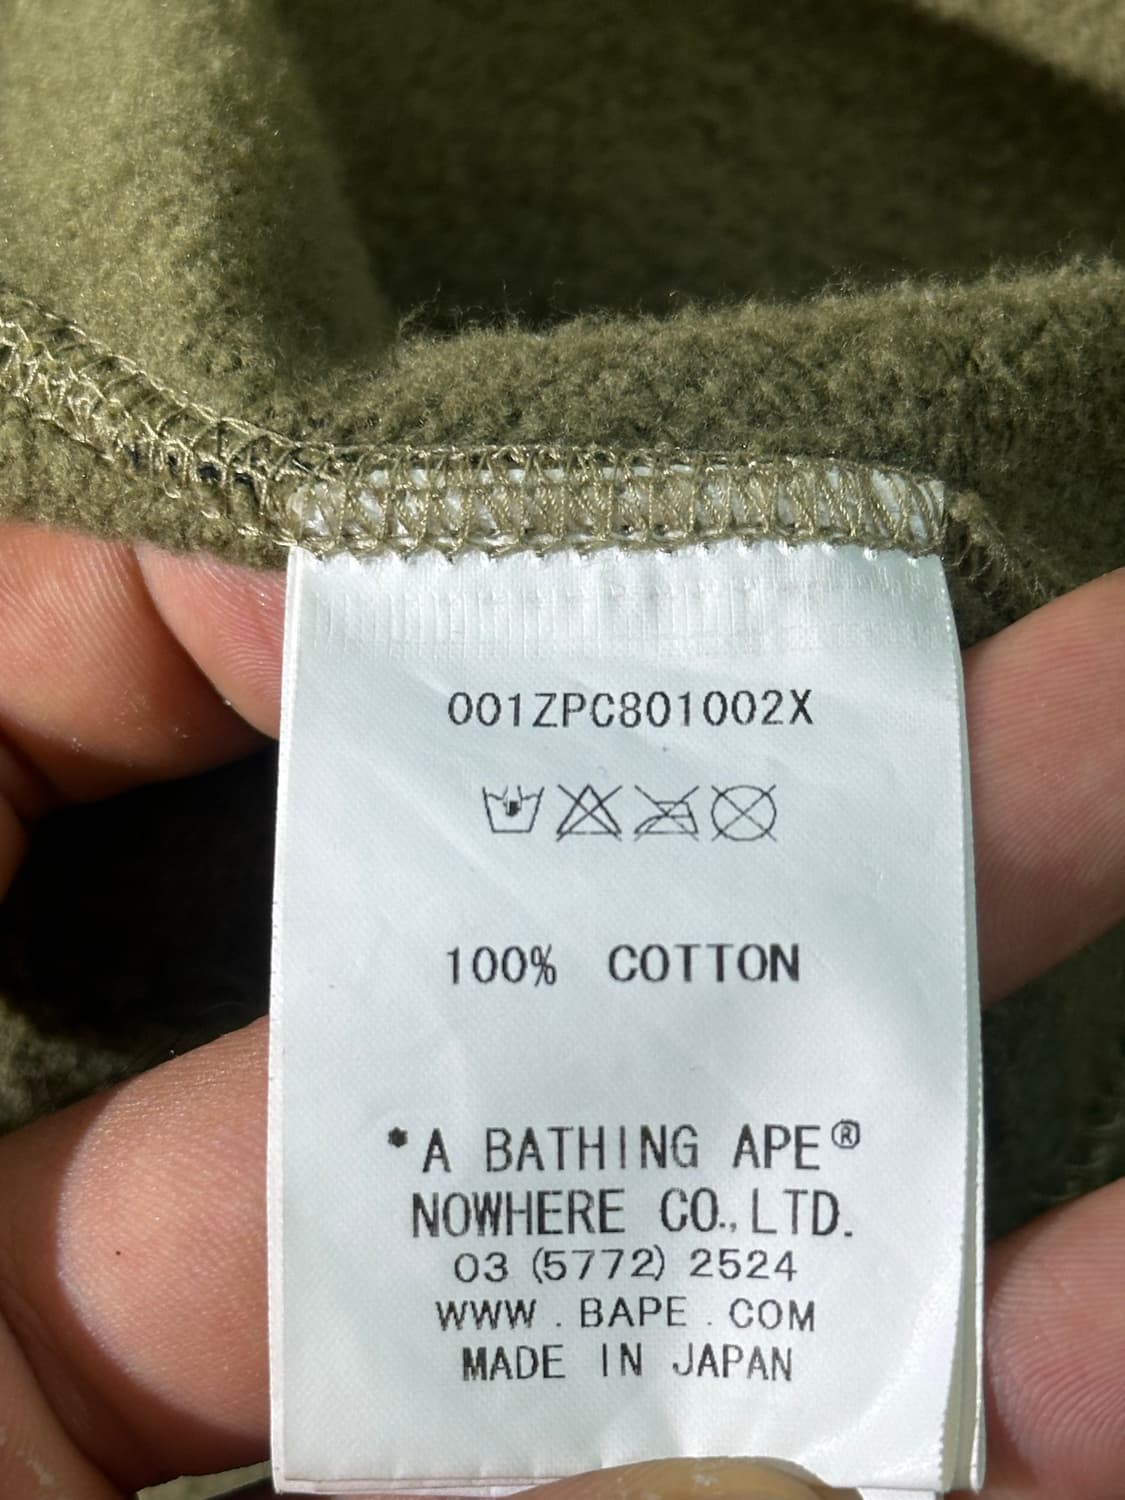 001ZPC801002X
100% COTTON
*A BATHING APE®
NOWHERE CO., LTD.
03 (5772) 2524
WWW . BAPE . COM
MADE IN JAPAN